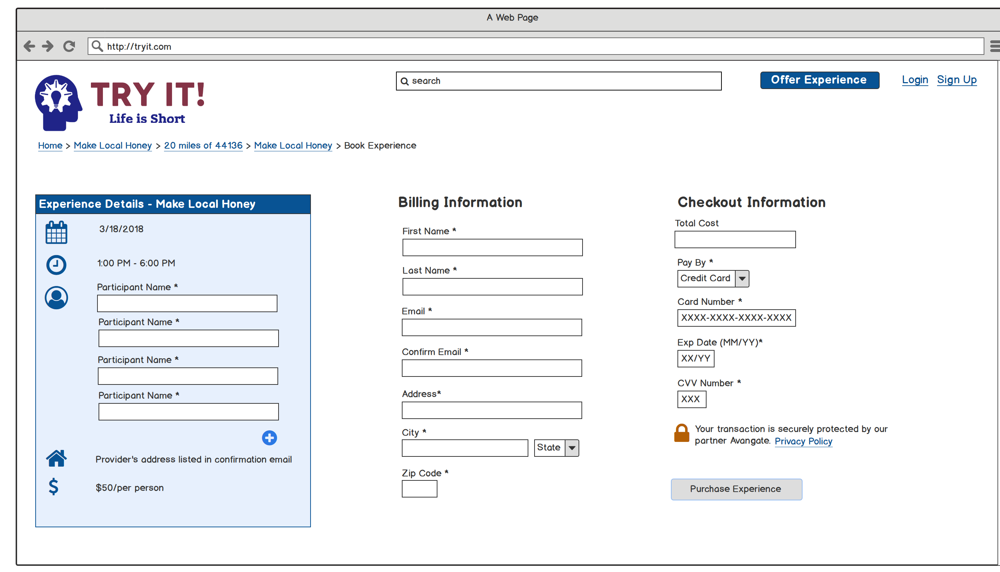 A Web Page
http://tryit.com
search
Offer Experience
Login Sign Up
TRY IT!
Life is Short
Home > Make Local Honey > 20 miles of 44136 > Make Local Honey > Book Experience
Experience Details - Make Local Honey
3/18/2018
1:00 PM - 6:00 PM
Participant Name *
Participant Name *
Participant Name *
Participant Name *
Provider's address listed in confirmation email
$
$50/per person
Billing Information
First Name *
Last Name *
Email *
Confirm Email *
Address*
City *
State
Zip Code *
Checkout Information
Total Cost
Pay By *
Credit Card
Card Number *
XXXX-XXXX-XXXX-XXXX
Exp Date (MM/YY)*
XX/YY
CVV Number *
XXX
Your transaction is securely protected by our
partner Avangate. Privacy Policy
Purchase Experience